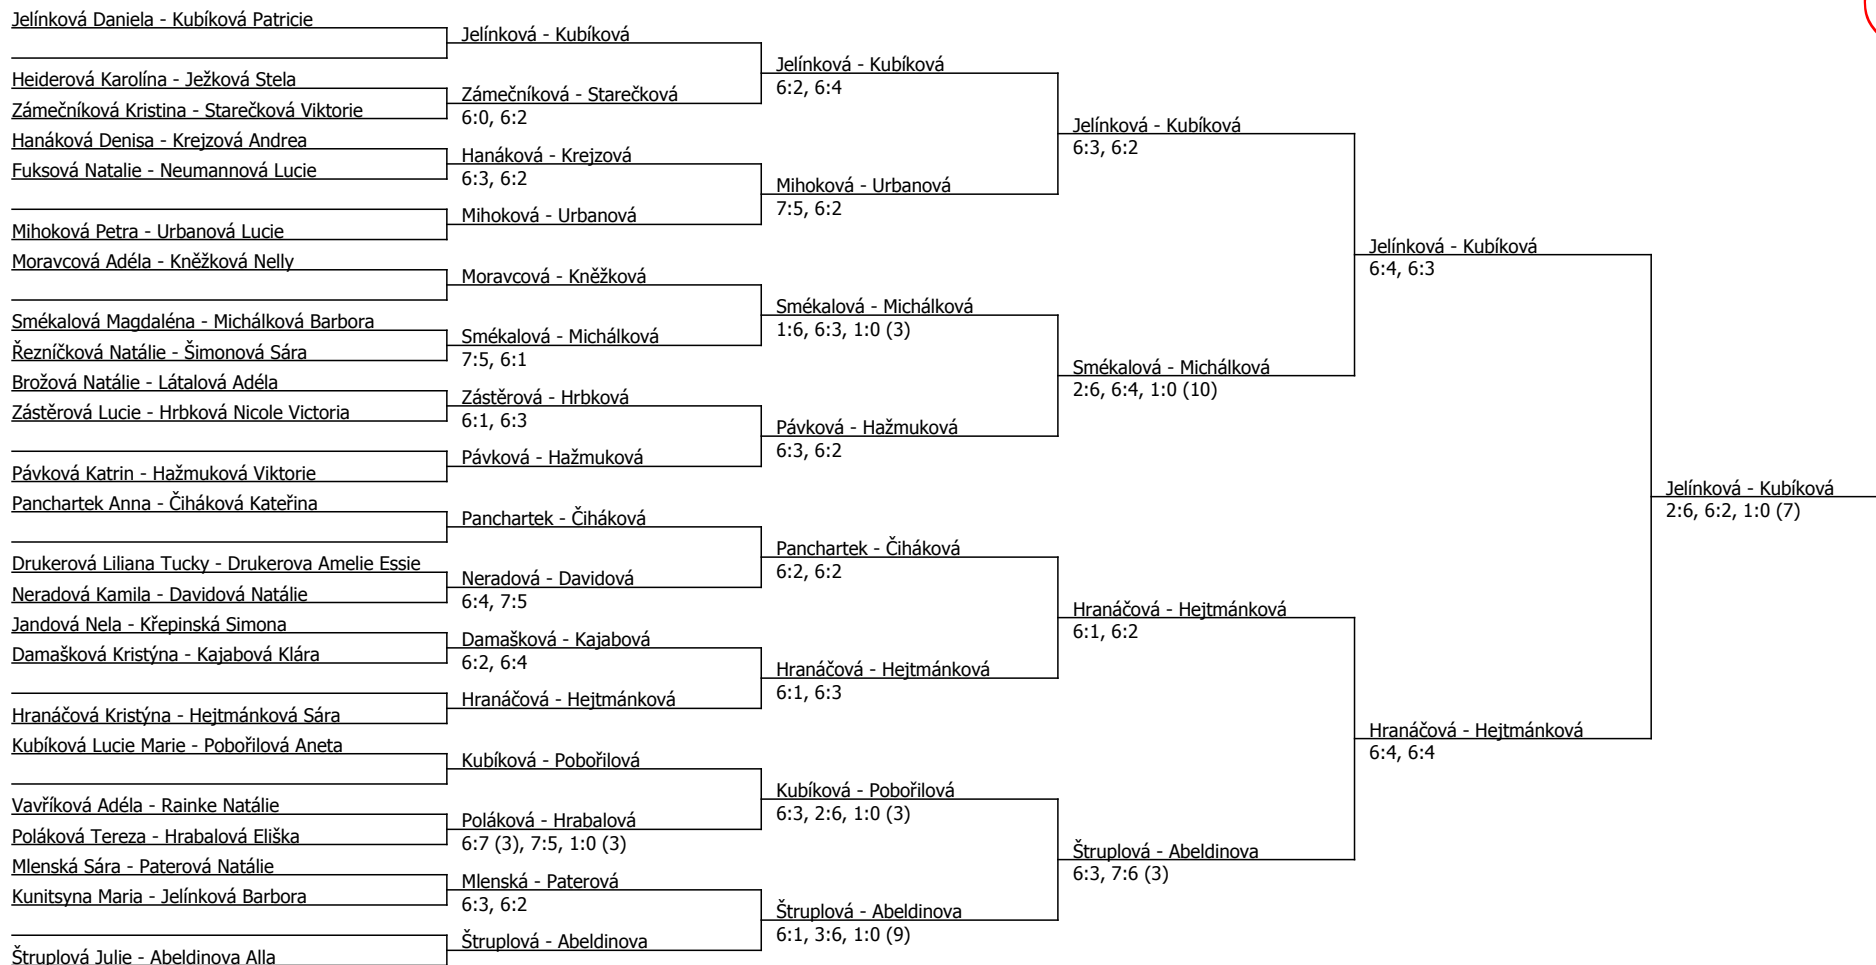 Jelínková Daniela - Kubíková Patricie
Heiderová Karolína - Ježková Stela
Zámečníková Kristina - Starečková Viktorie
Hanáková Denisa - Krejzová Andrea
Fuksová Natalie - Neumannová Lucie
Mihoková Petra - Urbanová Lucie
Moravcová Adéla - Kněžková Nelly
Smékalová Magdaléna - Michálková Barbora
Řezníčková Natálie - Šimonová Sára
Brožová Natálie - Látalová Adéla
Zástěrová Lucie - Hrbková Nicole Victoria
Pávková Katrin - Hažmuková Viktorie
Panchartek Anna - Čiháková Kateřina
Drukerová Liliana Tucky - Drukerova Amelie Essie
Neradová Kamila - Davidová Natálie
Jandová Nela - Křepinská Simona
Damašková Kristýna - Kajabová Klára
Hranáčová Kristýna - Hejtmánková Sára
Kubíková Lucie Marie - Pobořilová Aneta
Vavříková Adéla - Rainke Natálie
Poláková Tereza - Hrabalová Eliška
Mlenská Sára - Paterová Natálie
Kunitsyna Maria - Jelínková Barbora
Štruplová Julie - Abeldinova Alla
Jelínková - Kubíková
Zámečníková - Starečková
6:0, 6:2
Hanáková - Krejzová
6:3, 6:2
Mihoková - Urbanová
Moravcová - Kněžková
Smékalová - Michálková
7:5, 6:1
Zástěrová - Hrbková
6:1, 6:3
Pávková - Hažmuková
Panchartek - Čiháková
Neradová - Davidová
6:4, 7:5
Damašková - Kajabová
6:2, 6:4
Hranáčová - Hejtmánková
Kubíková - Pobořilová
Poláková - Hrabalová
6:7 (3), 7:5, 1:0 (3)
Mlenská - Paterová
6:3, 6:2
Štruplová - Abeldinova
Jelínková - Kubíková
6:2, 6:4
Mihoková - Urbanová
7:5, 6:2
Smékalová - Michálková
1:6, 6:3, 1:0 (3)
Pávková - Hažmuková
6:3, 6:2
Panchartek - Čiháková
6:2, 6:2
Hranáčová - Hejtmánková
6:1, 6:3
Kubíková - Pobořilová
6:3, 2:6, 1:0 (3)
Štruplová - Abeldinova
6:1, 3:6, 1:0 (9)
Jelínková - Kubíková
6:3, 6:2
Smékalová - Michálková
2:6, 6:4, 1:0 (10)
Hranáčová - Hejtmánková
6:1, 6:2
Štruplová - Abeldinova
6:3, 7:6 (3)
Jelínková - Kubíková
6:4, 6:3
Hranáčová - Hejtmánková
6:4, 6:4
Jelínková - Kubíková
2:6, 6:2, 1:0 (7)